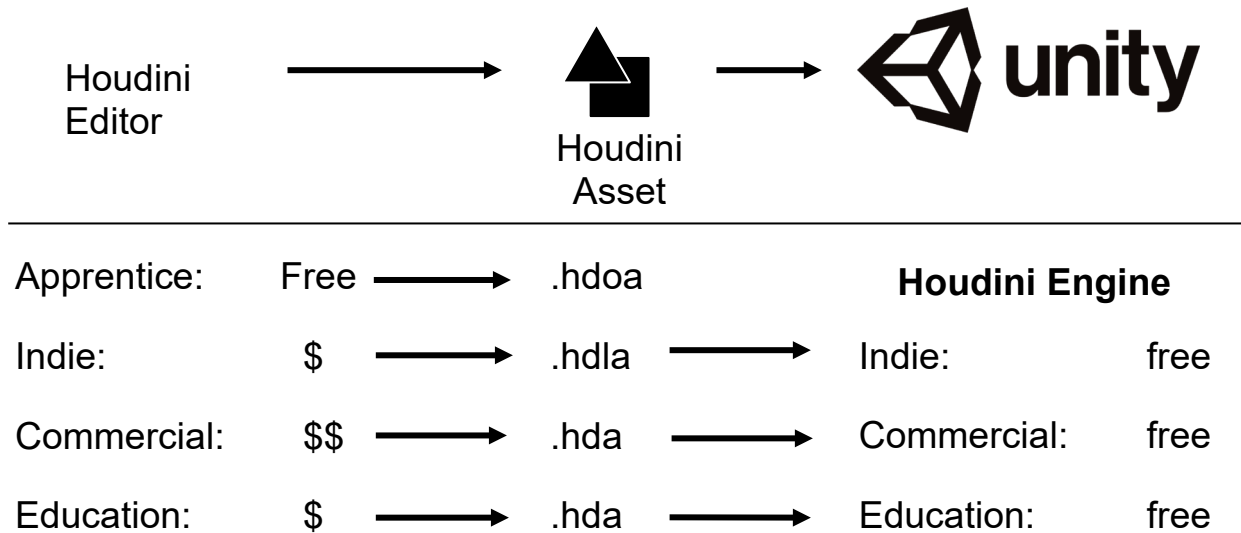 Houdini
Editor
Houdini
Asset
unity
Apprentice: Free .hdoa Houdini Engine
Indie: $ .hdla Indie: free
Commercial: $$ .hda Commercial: free
Education: $ .hda Education: free